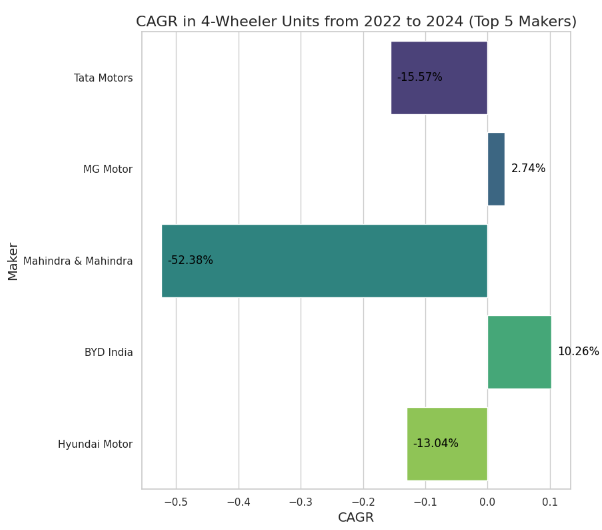 CAGR in 4-Wheeler Units from 2022 to 2024 (Top 5 Makers)
Tata Motors
-15.57%
MG Motor
2.74%
Maker
Mahindra & Mahindra
-52.38%
BYD India
10.26%
Hyundai Motor
-13.04%
−0.5 −0.4 −0.3 −0.2 −0.1 0.0 0.1
CAGR